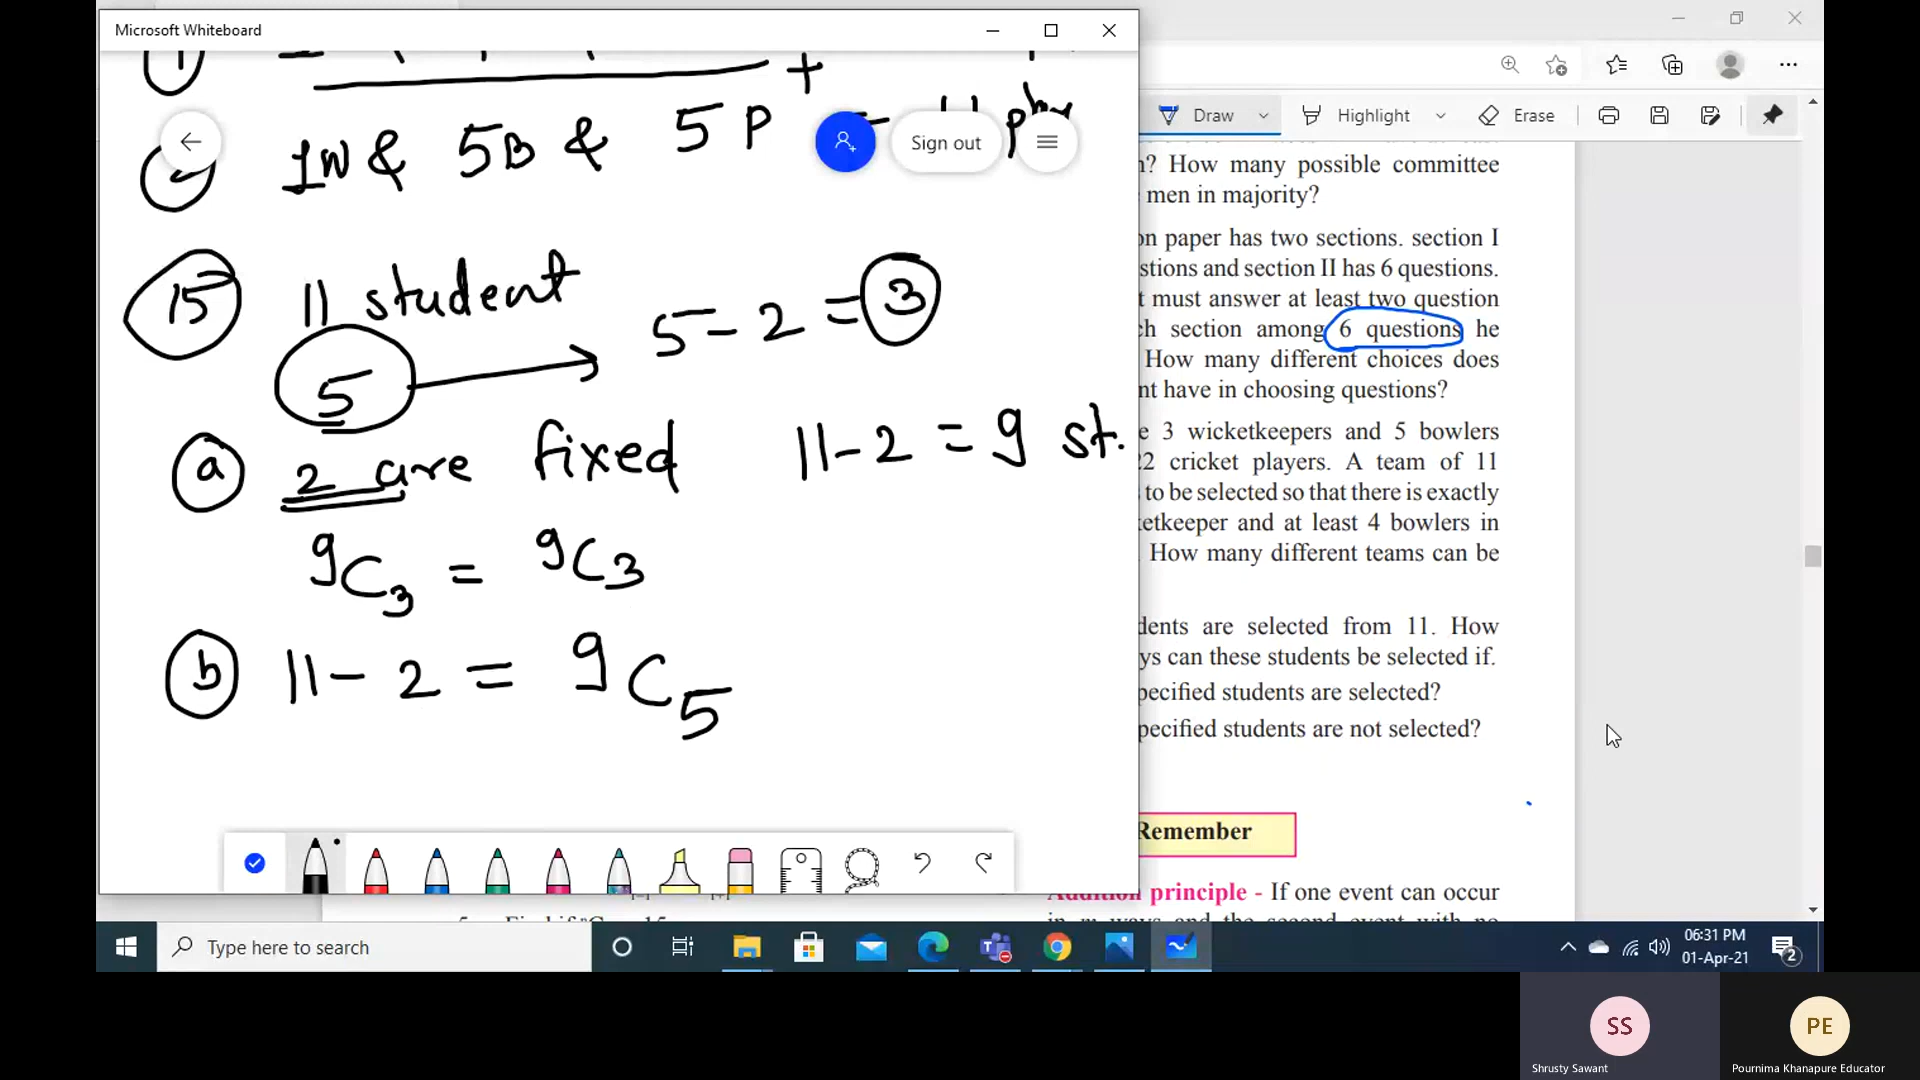 Microsoft Whiteboard
1W & 5B & 5P +
Sign out
15 11 student 5 - 2 = 3
5
a 2 are fixed 11 - 2 = 9 st.
9C3 = 9C3
b 11 - 2 = 9C5
Draw Highlight Erase
? How many possible committee
men in majority?
on paper has two sections. section I
stions and section II has 6 questions.
t must answer at least two question
ch section among 6 questions he
How many different choices does
nt have in choosing questions?
e 3 wicketkeepers and 5 bowlers
22 cricket players. A team of 11
to be selected so that there is exactly
etkeeper and at least 4 bowlers in
How many different teams can be
dents are selected from 11. How
ys can these students be selected if.
pecified students are selected?
pecified students are not selected?
Remember
Addition principle - If one event can occur
Type here to search
06:31 PM
01-Apr-21
2
SS
PE
Shrusty Sawant
Pournima Khanapure Educator